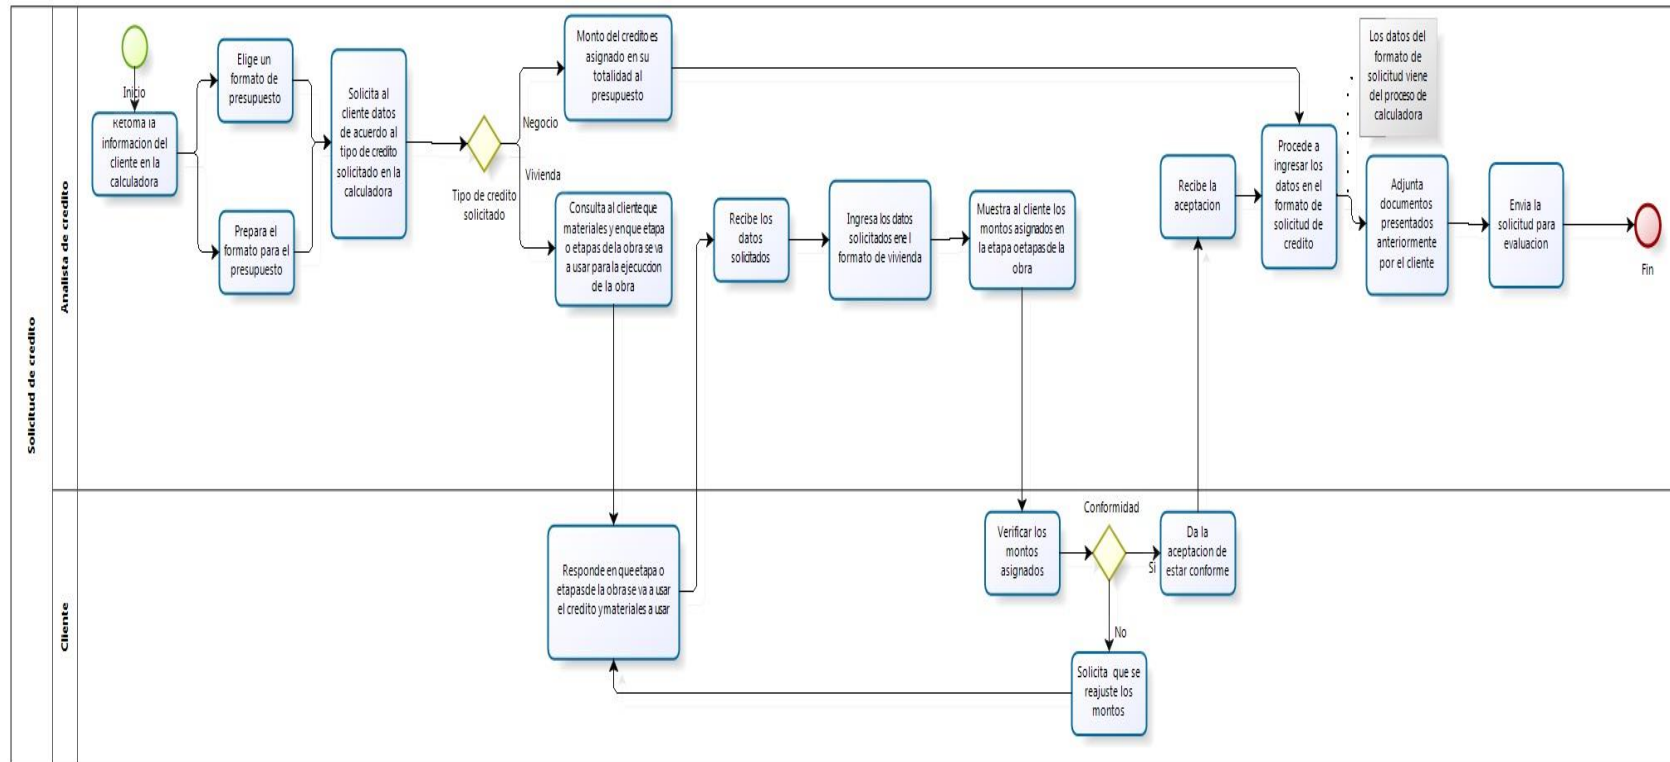 Solicitud de credito
Analista de credito
Inicio
Retoma la
informacion del
cliente en la
calculadora
Elige un
formato de
presupuesto
Prepara el
formato para el
presupuesto
Solicita al
cliente datos
de acuerdo al
tipo de credito
solicitado en la
calculadora
Tipo de credito
solicitado
Negocio
Vivienda
Monto del credito es
asignado en su
totalidad al
presupuesto
Consulta al cliente que
materiales y en que etapa
o etapas de la obra se va
a usar para la ejecucion
de la obra
Recibe los
datos
solicitados
Ingresa los datos
solicitados ene l
formato de vivienda
Muestra al cliente los
montos asignados en
la etapa o etapas de la
obra
Recibe la
aceptacion
Procede a
ingresar los
datos en el
formato de
solicitud de
credito
Los datos del
formato de
solicitud viene
del proceso de
calculadora
Adjunta
documentos
presentados
anteriormente
por el cliente
Envia la
solicitud para
evaluacion
Fin
Cliente
Responde en que etapa o
etapas de la obra se va a usar
el credito y materiales a usar
Verificar los
montos
asignados
Conformidad
Si
No
Da la
aceptacion de
estar conforme
Solicita que se
reajuste los
montos